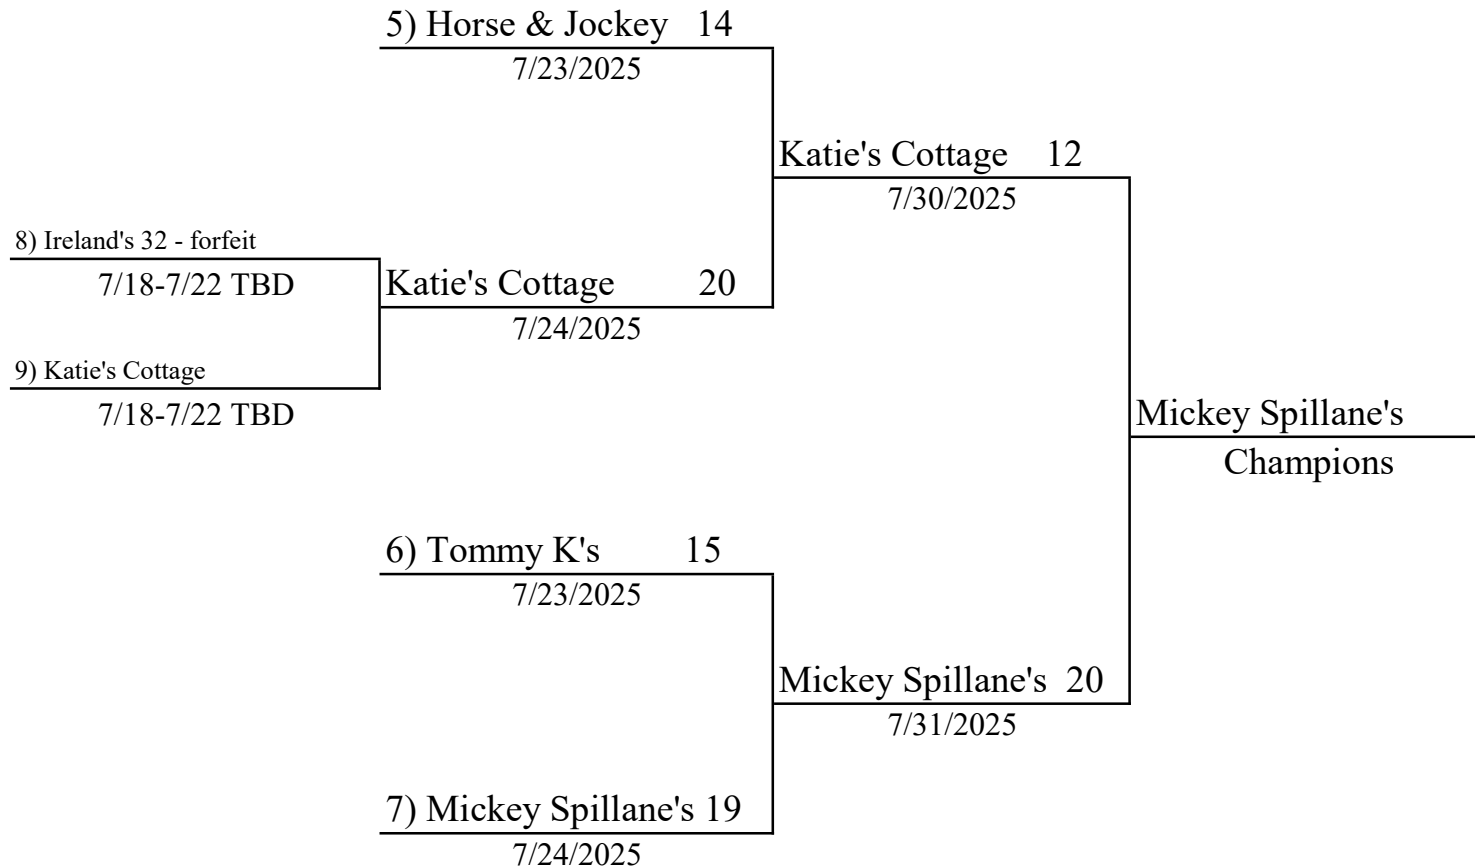 5) Horse & Jockey 14
7/23/2025
Katie's Cottage 12
7/30/2025
8) Ireland's 32 - forfeit
7/18-7/22 TBD
Katie's Cottage 20
7/24/2025
9) Katie's Cottage
7/18-7/22 TBD
Mickey Spillane's
Champions
6) Tommy K's 15
7/23/2025
Mickey Spillane's 20
7/31/2025
7) Mickey Spillane's 19
7/24/2025